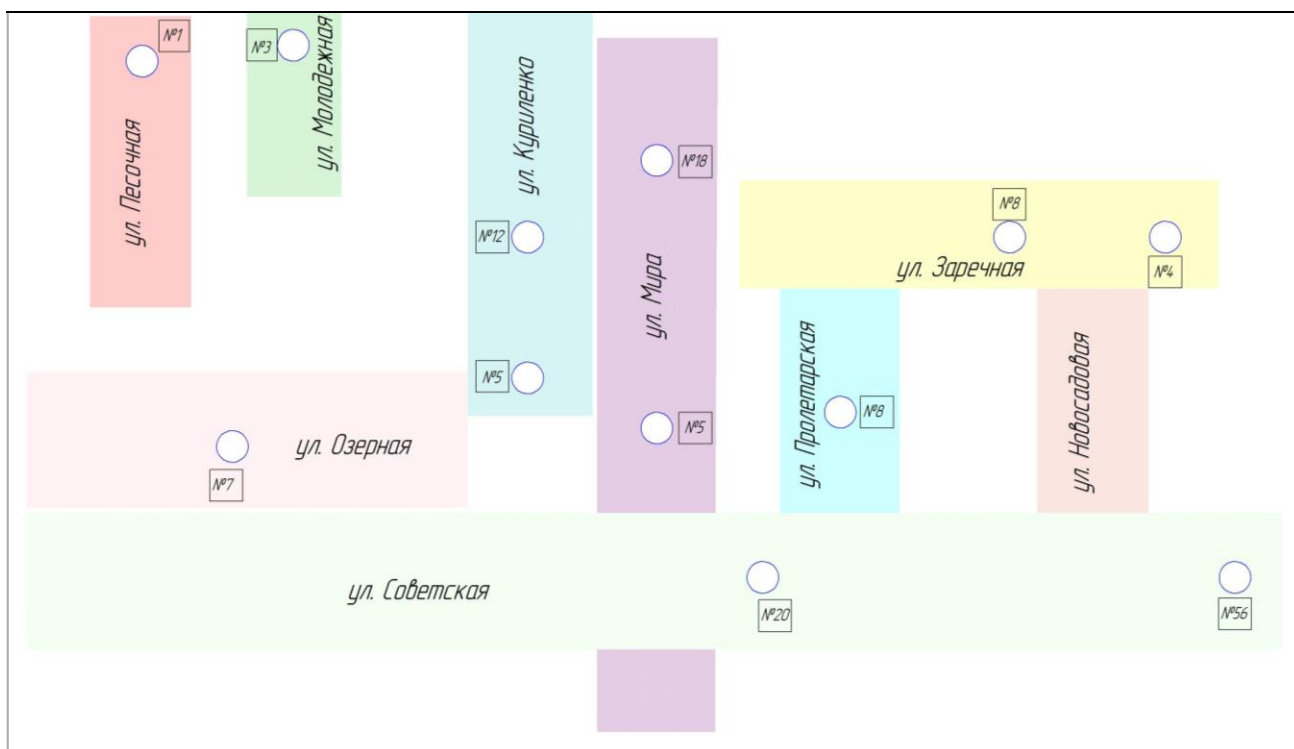 №1
№3
ул. Песочная
ул. Молодежная
ул. Куриленко
№18
№12
№8
ул. Мира
ул. Заречная
№4
№5
№5
ул. Пролетарская
№8
ул. Новосадовая
ул. Озерная
№7
ул. Советская
№20
№56